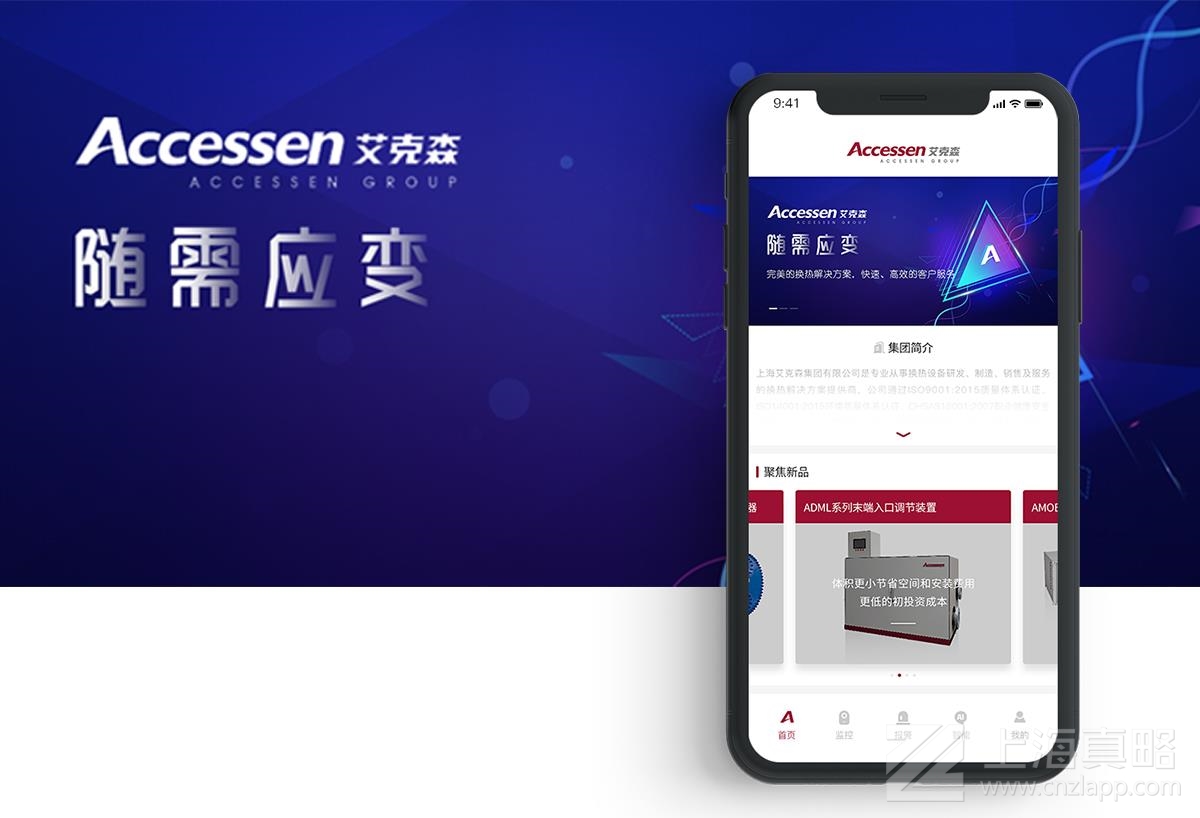 Accessen 艾克森
ACCESSEN GROUP
随需应变
9:41
Accessen 艾克森
ACCESSEN GROUP
Accessen 艾克森
ACCESSEN GROUP
随需应变
完美的换热解决方案，快速、高效的客户服务
A
集团简介
上海艾克森集团有限公司是专业从事换热设备研发、制造、销售及服务
的换热解决方案提供商。公司通过ISO9001:2015质量体系认证、
ISO14001:2015环境质量体系认证、OHSAS18001:2007职业健康安全
聚焦新品
器
ADML系列末端入口调节装置
AMOE
Accessen
体积更小节省空间和安装费用
更低的初投资成本
首页
监控
报警
AI
智能
我的
上海真略
www.cnzlapp.com